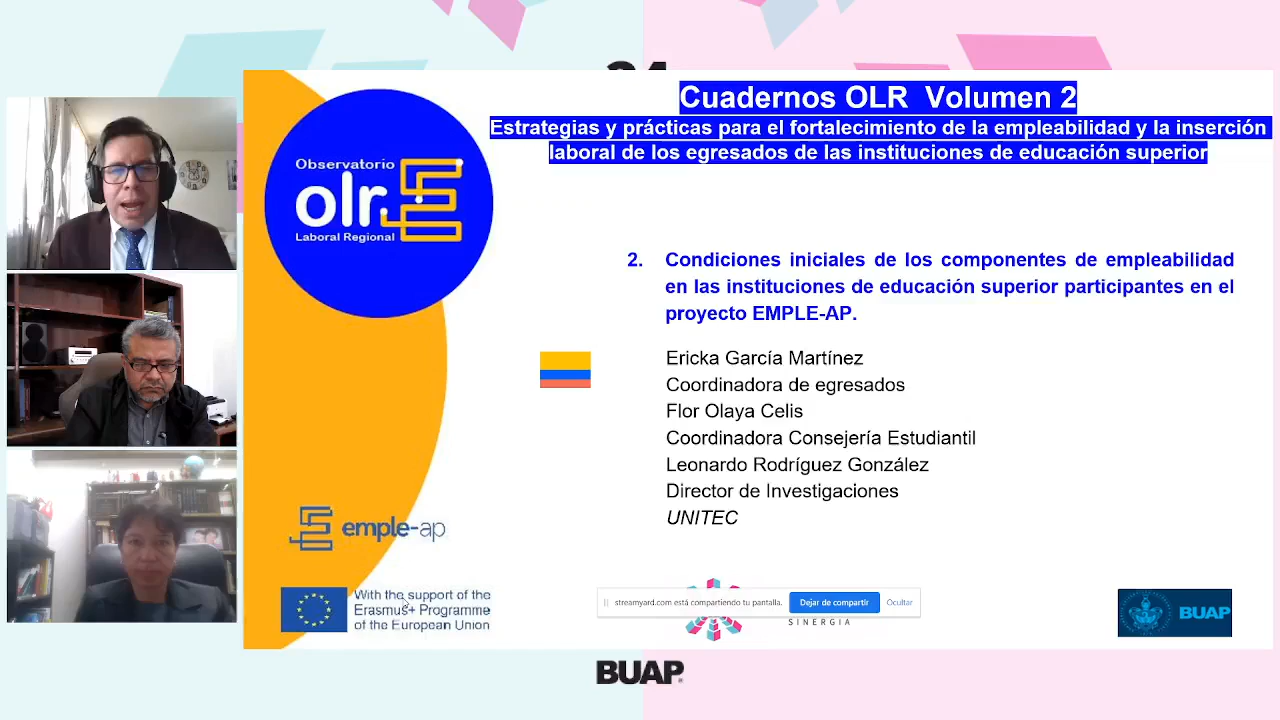 Cuadernos OLR Volumen 2
Estrategias y prácticas para el fortalecimiento de la empleabilidad y la inserción
laboral de los egresados de las instituciones de educación superior
Observatorio
olr.
Laboral Regional
2. Condiciones iniciales de los componentes de empleabilidad
en las instituciones de educación superior participantes en el
proyecto EMPLE-AP.
Ericka García Martínez
Coordinadora de egresados
Flor Olaya Celis
Coordinadora Consejería Estudiantil
Leonardo Rodríguez González
Director de Investigaciones
UNITEC
emple-ap
With the support of the
Erasmus+ Programme
of the European Union
streamyard.com está compartiendo tu pantalla. Dejar de compartir Ocultar
SINERGIA
BUAP
BUAP